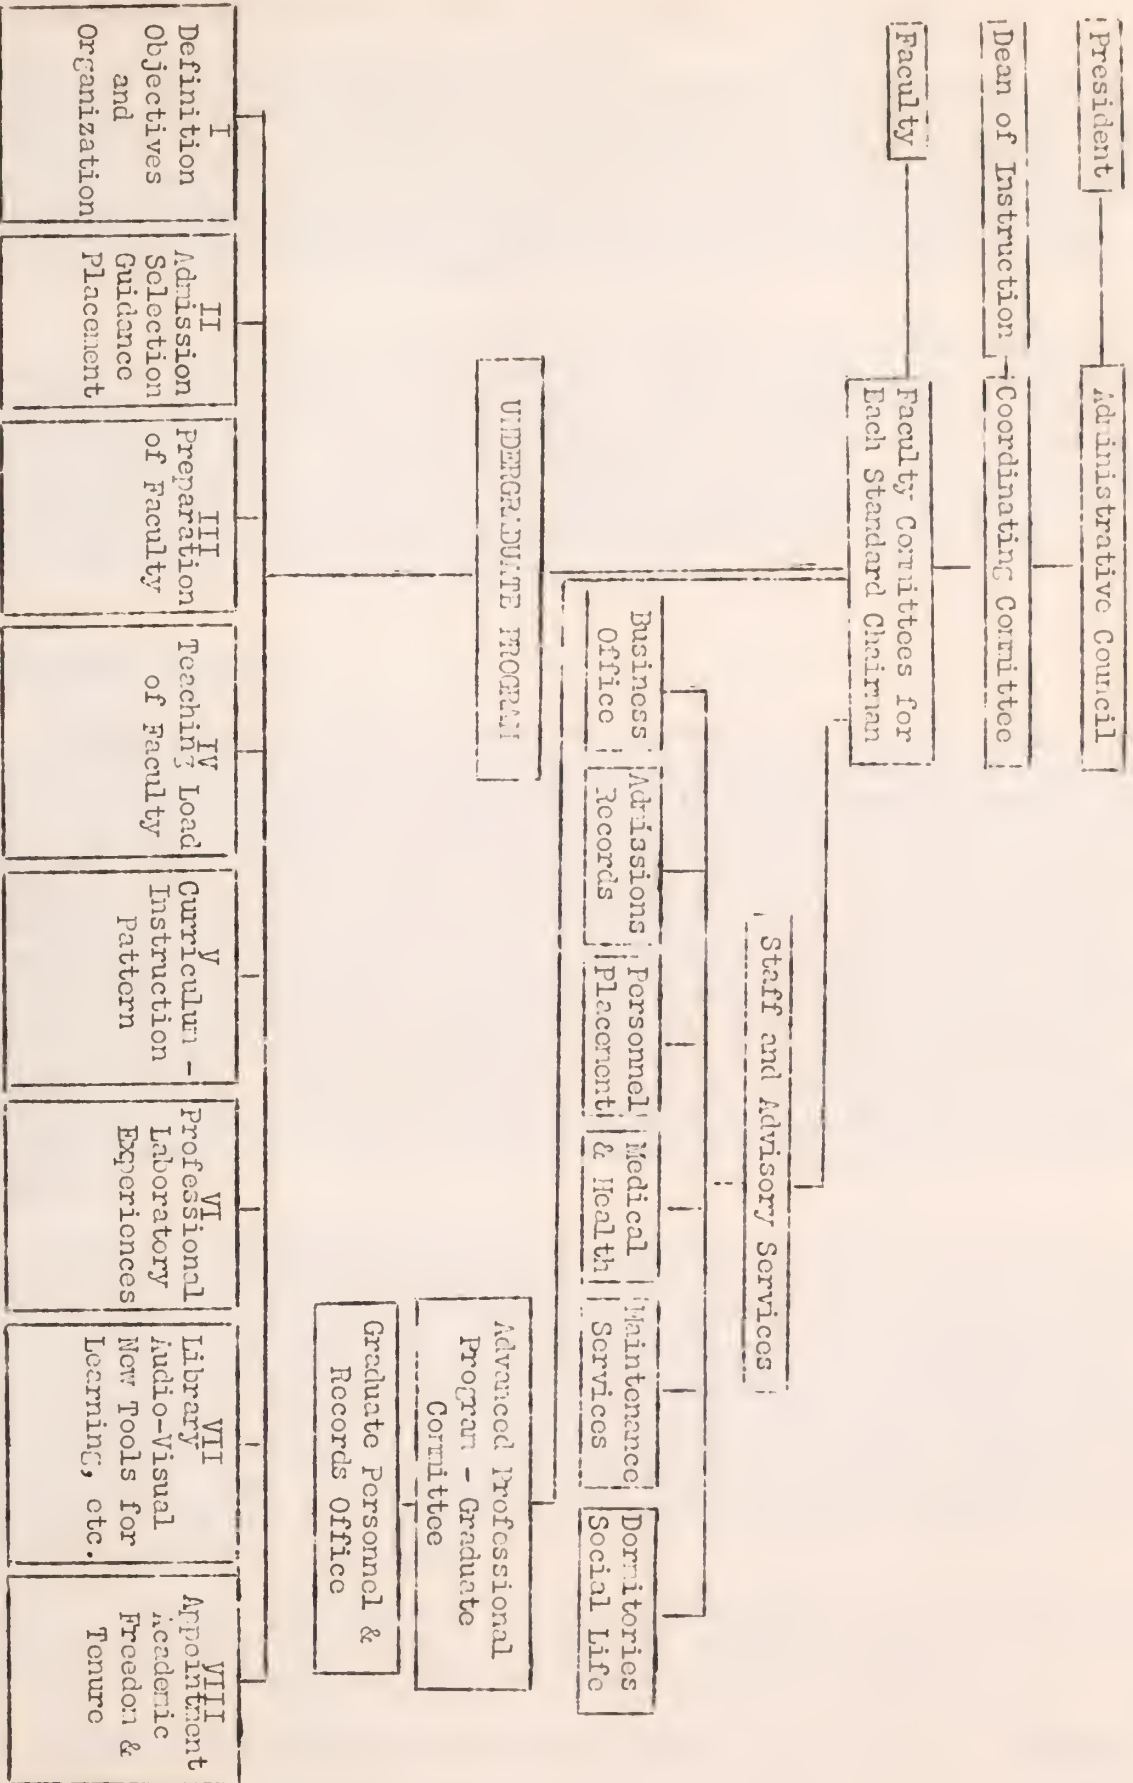 President
Administrative Council
Dean of Instruction
Coordinating Committee
Faculty
Faculty Committees for
Each Standard Chairman
Staff and Advisory Services
Business
Office
Admissions
Records
Personnel
Placement
Medical
& Health
Maintenance
Services
Dormitories
Social Life
UNDERGRADUATE PROGRAM
Advanced Professional
Program - Graduate
Committee
Graduate Personnel &
Records Office
I
Definition
Objectives
and
Organization
II
Admission
Selection
Guidance
Placement
III
Preparation
of Faculty
IV
Teaching Load
of Faculty
V
Curriculum -
Instruction
Pattern
VI
Professional
Laboratory
Experiences
VII
Library
Audio-Visual
New Tools for
Learning, etc.
VIII
Appointment
Academic
Freedom &
Tenure